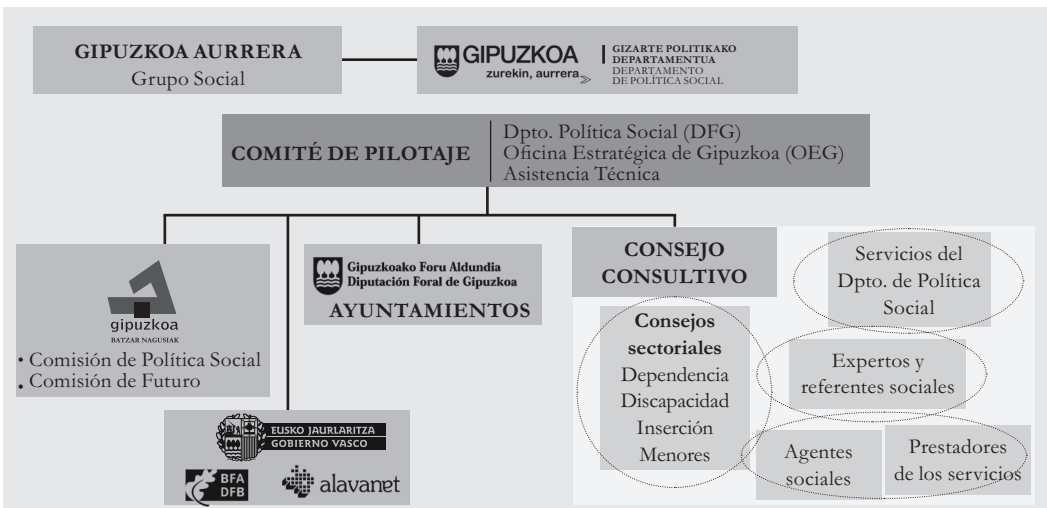 GIPUZKOA AURRERA
Grupo Social
GIPUZKOA
zurekin, aurrera
GIZARTE POLITIKAKO
DEPARTAMENTUA
DEPARTAMENTO
DE POLÍTICA SOCIAL
COMITÉ DE PILOTAJE
Dpto. Política Social (DFG)
Oficina Estratégica de Gipuzkoa (OEG)
Asistencia Técnica
gipuzkoa
BATZAR NAGUSIAK
• Comisión de Política Social
• Comisión de Futuro
EUSKO JAURLARITZA
GOBIERNO VASCO
BFA
DFB
alavanet
Gipuzkoako Foru Aldundia
Diputación Foral de Gipuzkoa
AYUNTAMIENTOS
CONSEJO
CONSULTIVO
Consejos
sectoriales
Dependencia
Discapacidad
Inserción
Menores
Servicios del
Dpto. de Política
Social
Expertos y
referentes sociales
Agentes
sociales
Prestadores
de los servicios